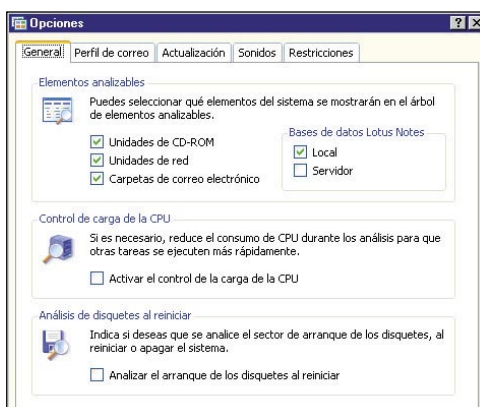 Opciones
General Perfil de correo Actualización Sonidos Restricciones
Elementos analizables
Puedes seleccionar qué elementos del sistema se mostrarán en el árbol
de elementos analizables.
Unidades de CD-ROM
Unidades de red
Carpetas de correo electrónico
Bases de datos Lotus Notes
Local
Servidor
Control de carga de la CPU
Si es necesario, reduce el consumo de CPU durante los análisis para que
otras tareas se ejecuten más rápidamente.
Activar el control de la carga de la CPU
Análisis de disquetes al reiniciar
Indica si deseas que se analice el sector de arranque de los disquetes, al
reiniciar o apagar el sistema.
Analizar el arranque de los disquetes al reiniciar